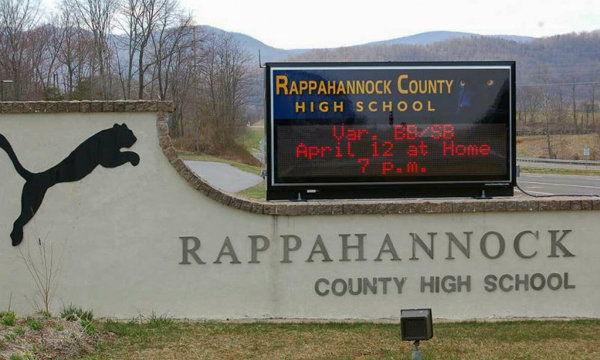 RAPPAHANNOCK COUNTY
HIGH SCHOOL
Var. BB/SB
April 12 at Home
7 p.m.
RAPPAHANNOCK
COUNTY HIGH SCHOOL